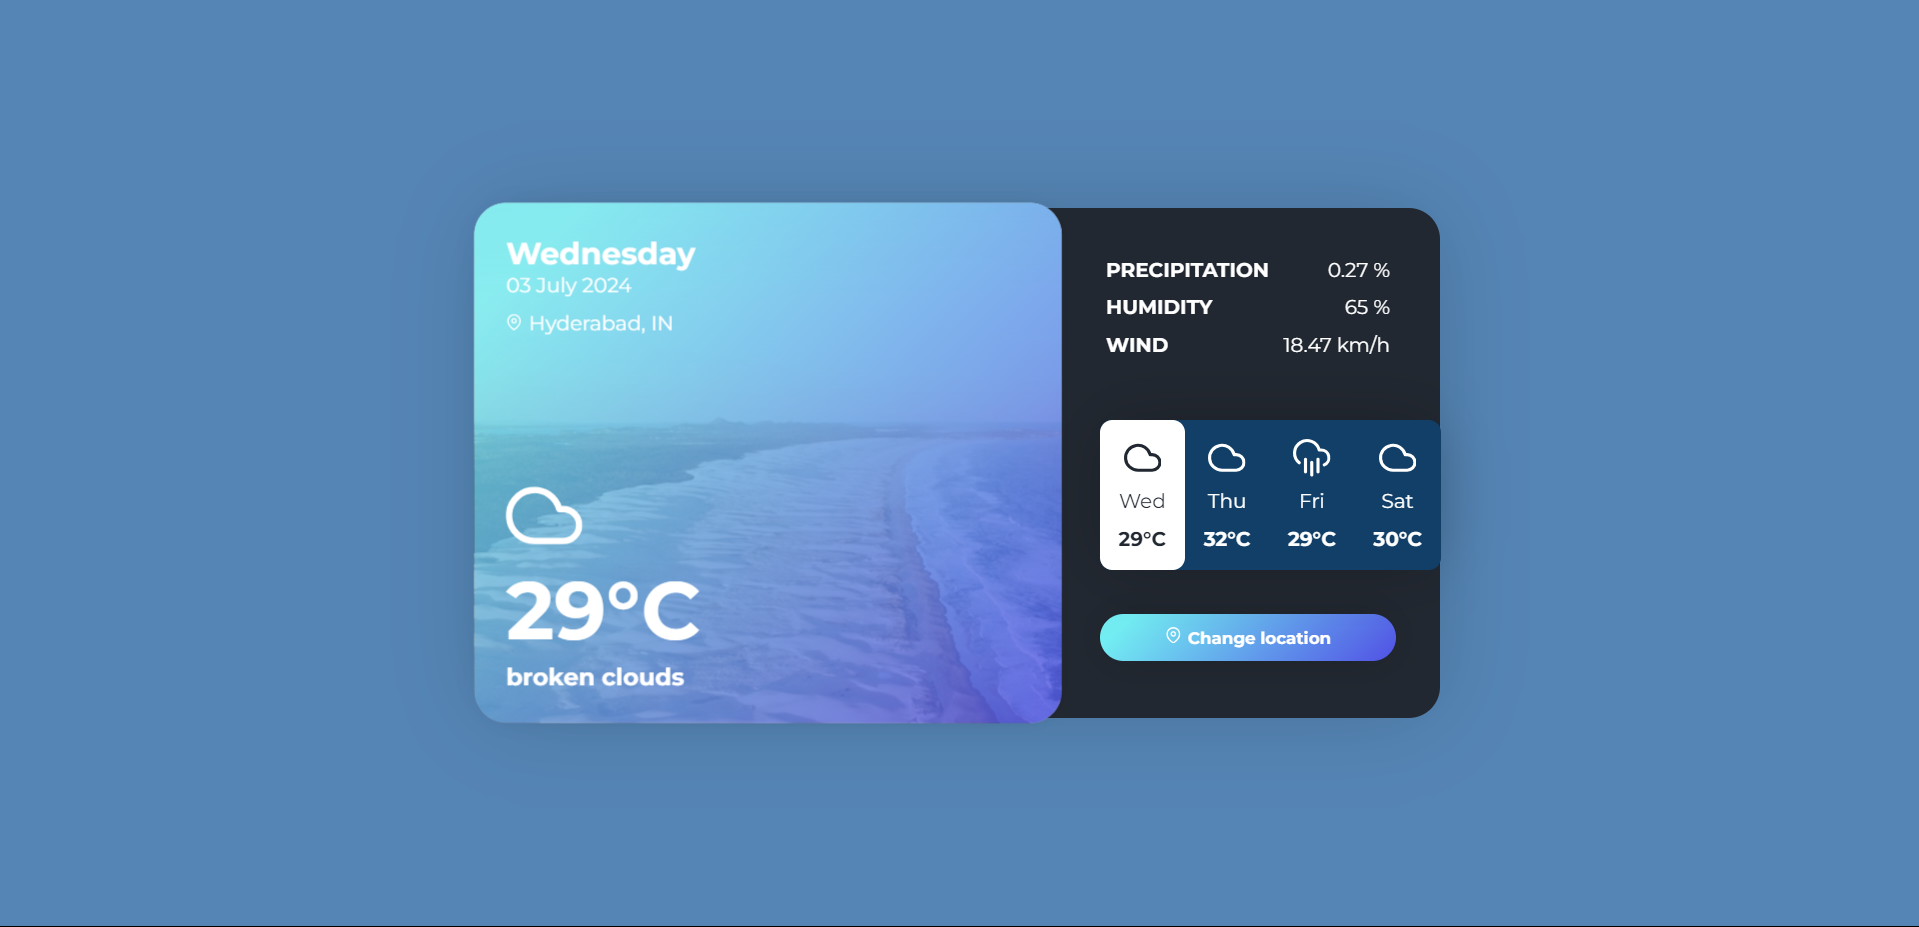 Wednesday
03 July 2024
Hyderabad, IN
29°C
broken clouds
PRECIPITATION 0.27 %
HUMIDITY 65 %
WIND 18.47 km/h
Wed Thu Fri Sat
29°C 32°C 29°C 30°C
Change location